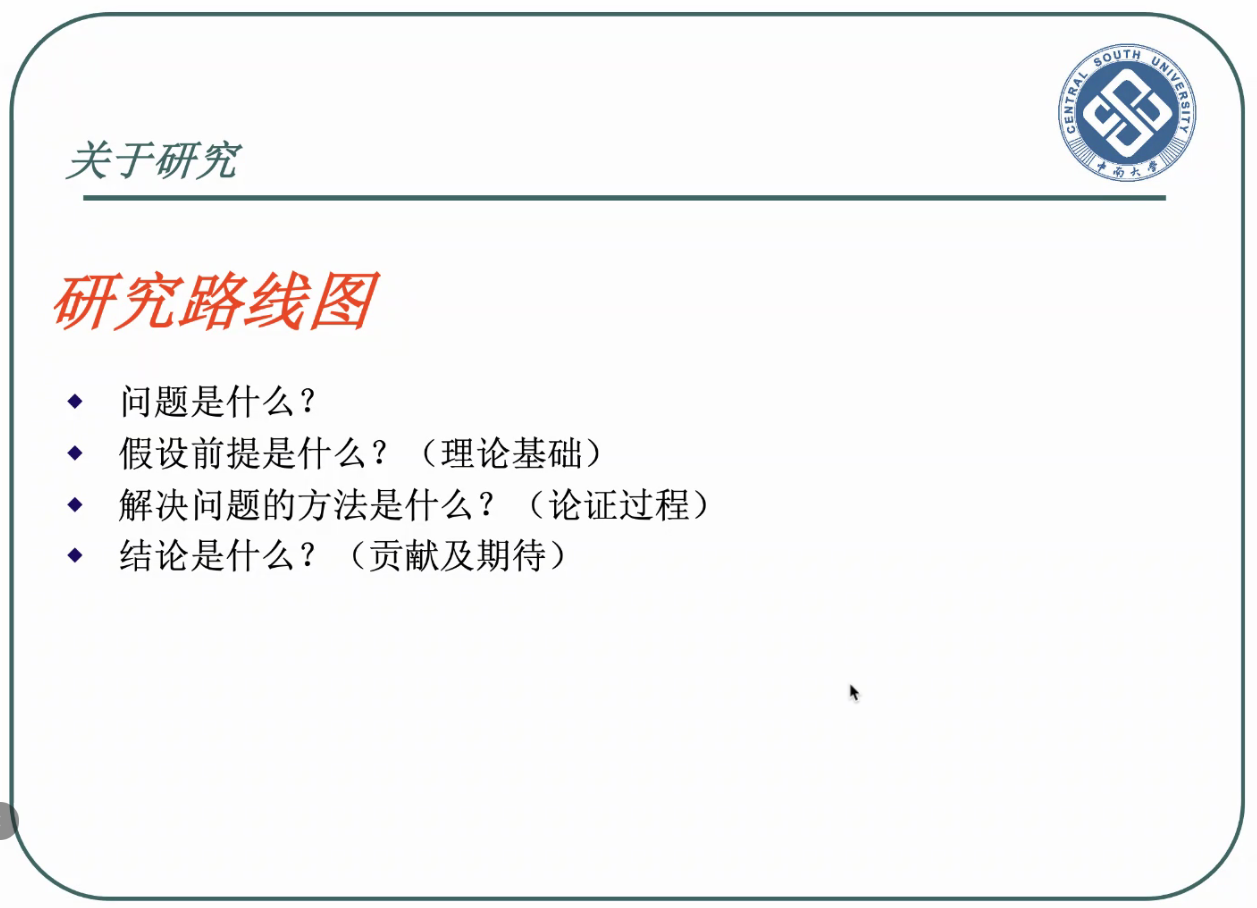 CENTRAL SOUTH UNIVERSITY
中南大学
关于研究
研究路线图
问题是什么？
假设前提是什么？（理论基础）
解决问题的方法是什么？（论证过程）
结论是什么？（贡献及期待）